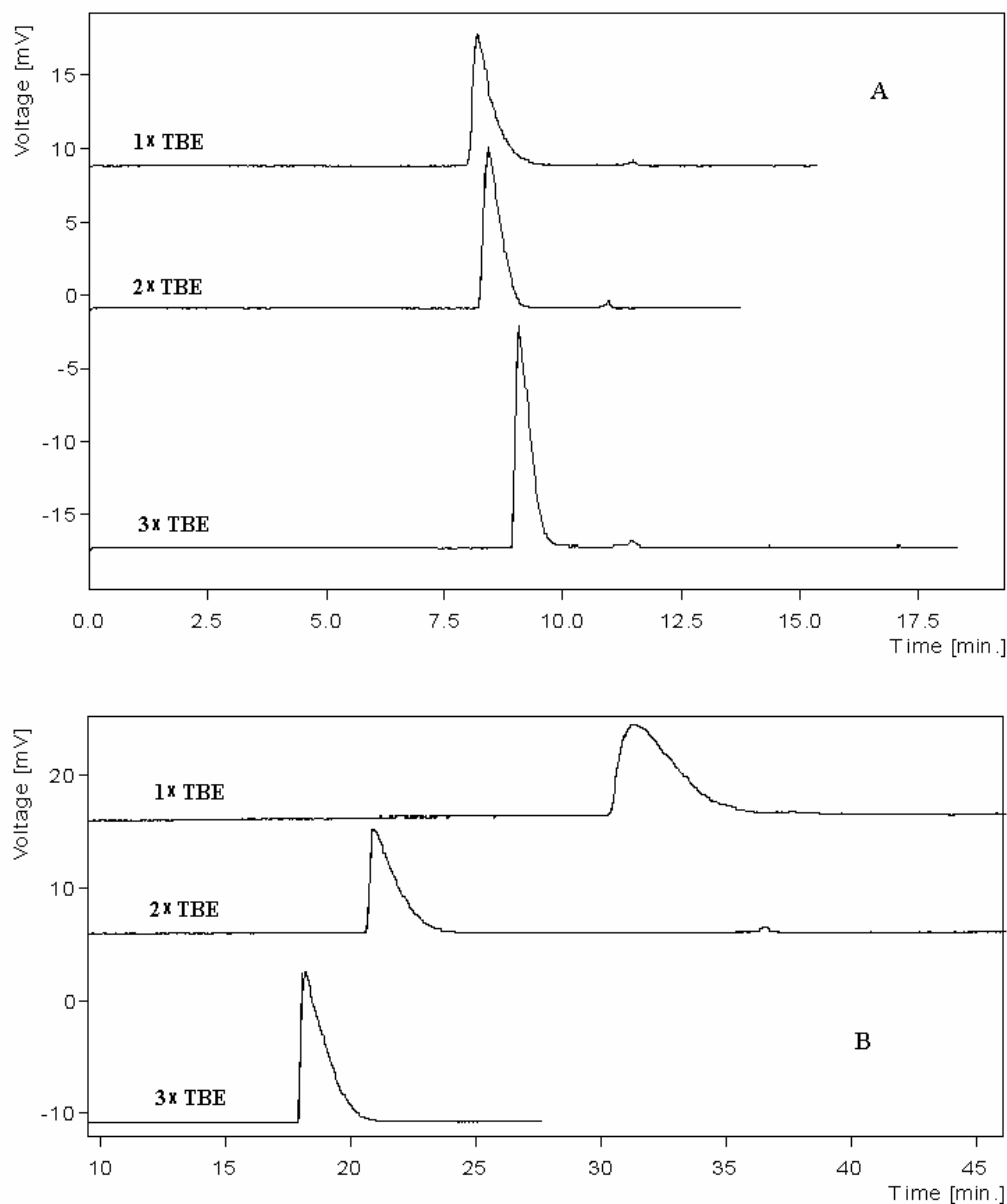 Voltage [mV]
15
10
5
0
-5
-10
-15
A
1x TBE
2x TBE
3x TBE
0.0 2.5 5.0 7.5 10.0 12.5 15.0 17.5
Time [min.]
Voltage [mV]
20
10
0
-10
1x TBE
2x TBE
3x TBE
B
10 15 20 25 30 35 40 45
Time [min.]